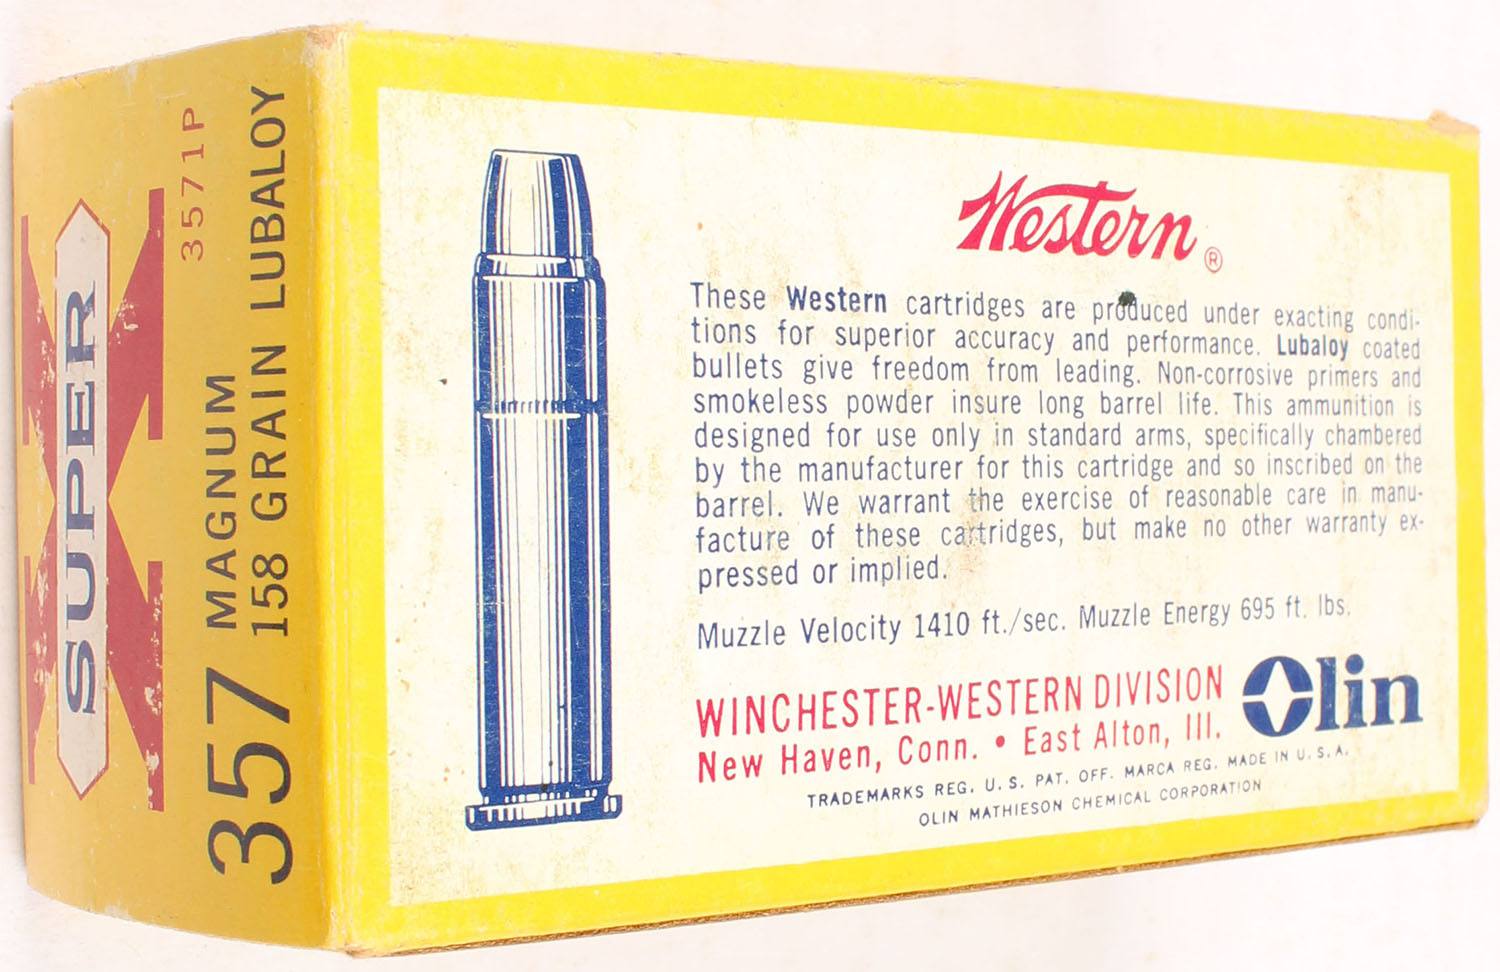 SUPER
X
3571P
357 MAGNUM
158 GRAIN LUBALOY
Western ®
These Western cartridges are produced under exacting condi-
tions for superior accuracy and performance. Lubaloy coated
bullets give freedom from leading. Non-corrosive primers and
smokeless powder insure long barrel life. This ammunition is
designed for use only in standard arms, specifically chambered
by the manufacturer for this cartridge and so inscribed on the
barrel. We warrant the exercise of reasonable care in manu-
facture of these cartridges, but make no other warranty ex-
pressed or implied.
Muzzle Velocity 1410 ft./sec. Muzzle Energy 695 ft. lbs.
WINCHESTER-WESTERN DIVISION
New Haven, Conn. • East Alton, Ill.
Olin
TRADEMARKS REG. U.S. PAT. OFF. MARCA REG. MADE IN U.S.A.
OLIN MATHIESON CHEMICAL CORPORATION